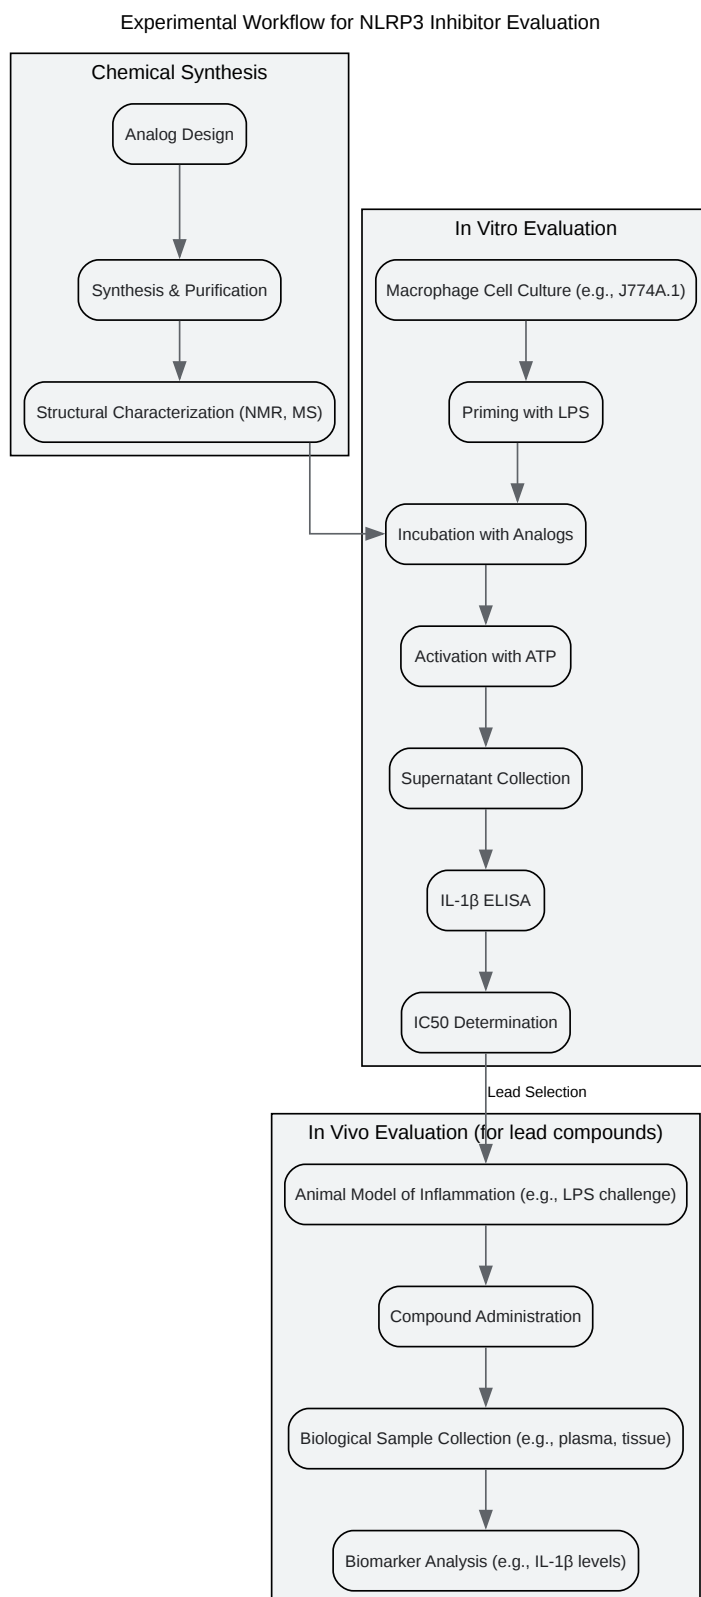 Experimental Workflow for NLRP3 Inhibitor Evaluation
Chemical Synthesis
Analog Design
Synthesis & Purification
Structural Characterization (NMR, MS)
In Vitro Evaluation
Macrophage Cell Culture (e.g., J774A.1)
Priming with LPS
Incubation with Analogs
Activation with ATP
Supernatant Collection
IL-1β ELISA
IC50 Determination
Lead Selection
In Vivo Evaluation (for lead compounds)
Animal Model of Inflammation (e.g., LPS challenge)
Compound Administration
Biological Sample Collection (e.g., plasma, tissue)
Biomarker Analysis (e.g., IL-1β levels)